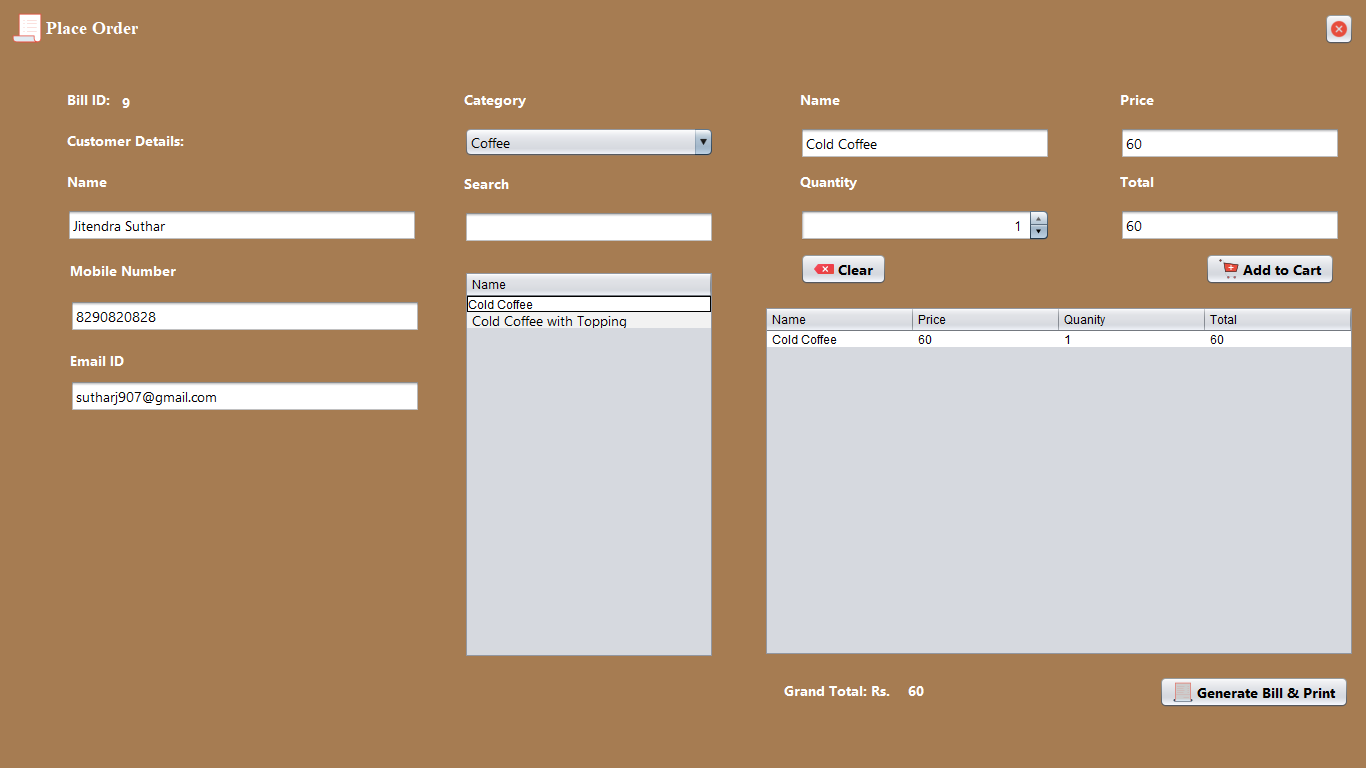 Place Order
Bill ID: 9
Customer Details:
Name
Jitendra Suthar
Mobile Number
8290820828
Email ID
sutharj907@gmail.com
Category
Coffee
Search
Name
Cold Coffee
Cold Coffee with Topping
Name
Cold Coffee
Price
60
Quantity
1
Total
60
Clear
Add to Cart
Name Price Quanity Total
Cold Coffee 60 1 60
Grand Total: Rs. 60
Generate Bill & Print